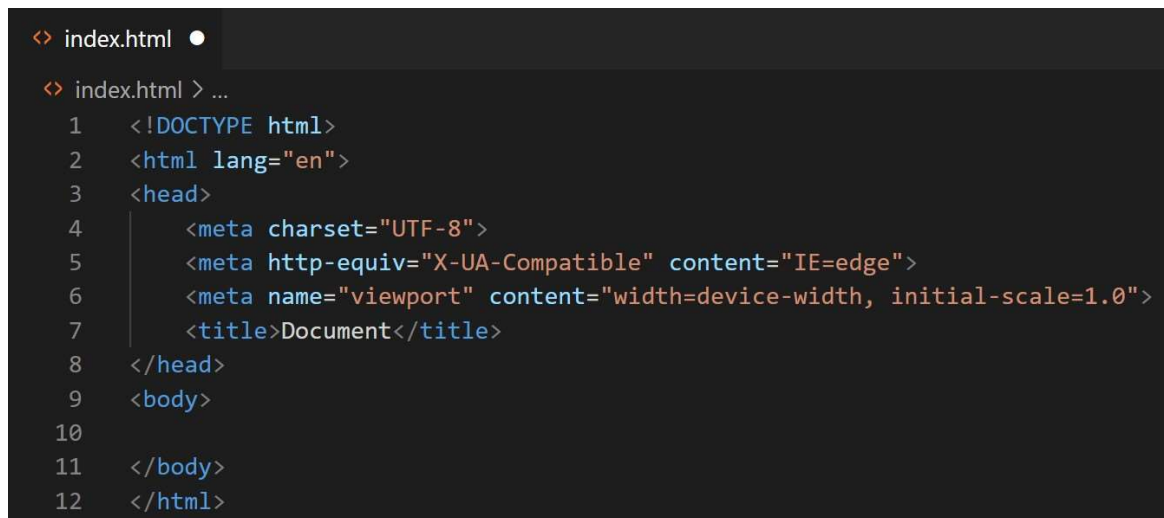 index.html
index.html > ...
1 <!DOCTYPE html>
2 <html lang="en">
3 <head>
4 <meta charset="UTF-8">
5 <meta http-equiv="X-UA-Compatible" content="IE=edge">
6 <meta name="viewport" content="width=device-width, initial-scale=1.0">
7 <title>Document</title>
8 </head>
9 <body>
10
11 </body>
12 </html>